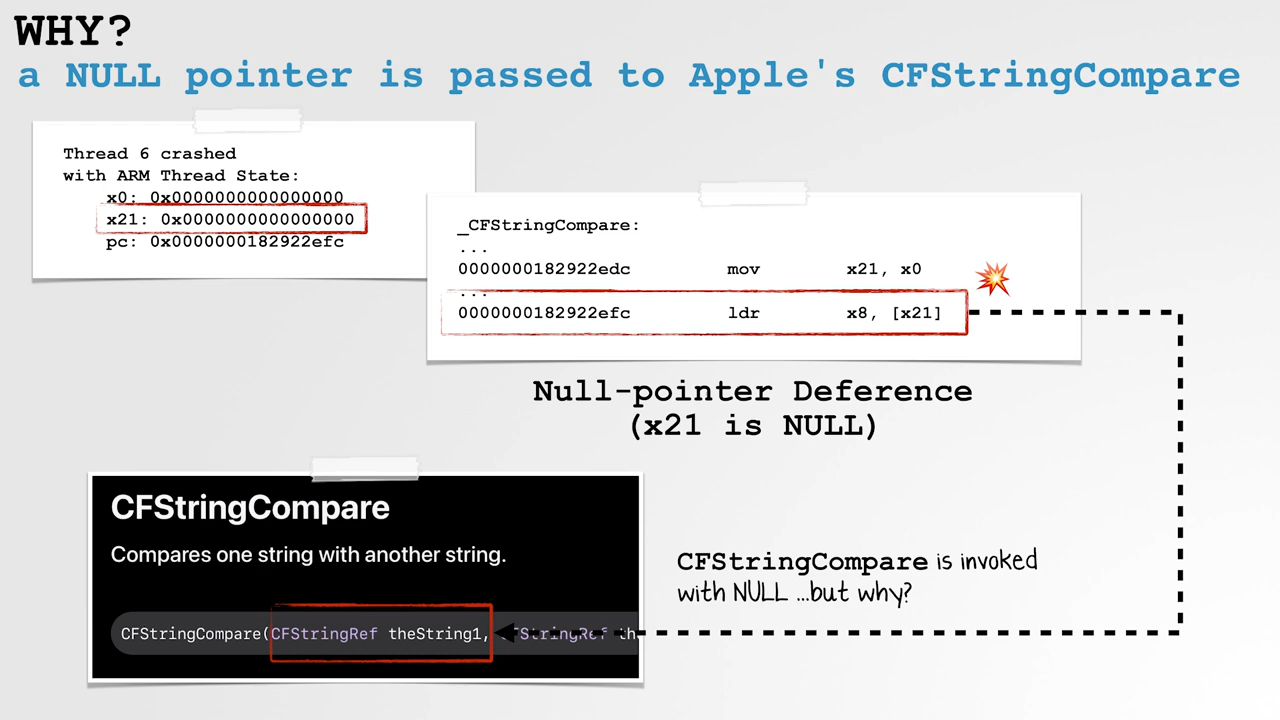 WHY?
a NULL pointer is passed to Apple's CFStringCompare
Thread 6 crashed
with ARM Thread State:
x0: 0x0000000000000000
x21: 0x0000000000000000
pc: 0x0000000182922efc
_CFStringCompare:
...
0000000182922edc mov x21, x0
...
0000000182922efc ldr x8, [x21]
Null-pointer Deference
(x21 is NULL)
CFStringCompare
Compares one string with another string.
CFStringCompare(CFStringRef theString1, CFStringRef th
CFStringCompare is invoked
with NULL ...but why?